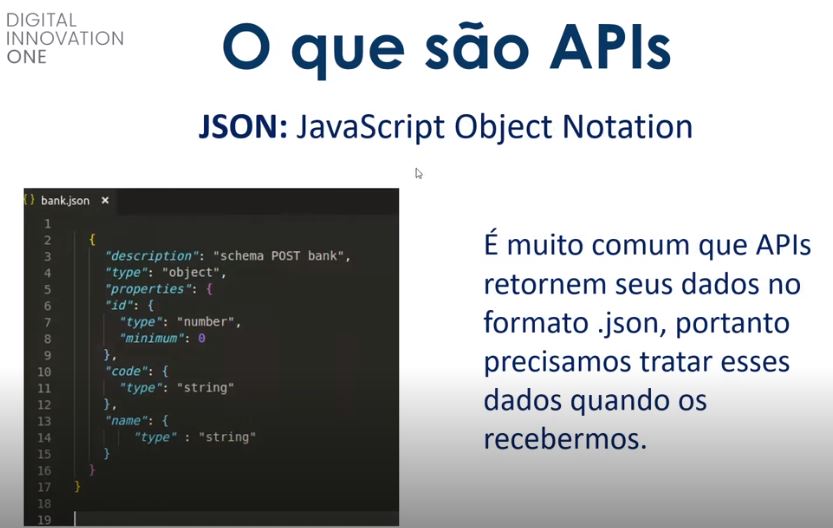 DIGITAL
INNOVATION
ONE
O que são APIs
JSON: JavaScript Object Notation
{} bank.json ×
1
2 {
3 "description": "schema POST bank",
4 "type": "object",
5 "properties": {
6 "id": {
7 "type": "number",
8 "minimum": 0
9 },
10 "code": {
11 "type": "string"
12 },
13 "name": {
14 "type" : "string"
15 }
16 }
17 }
18
19
É muito comum que APIs
retornem seus dados no
formato .json, portanto
precisamos tratar esses
dados quando os
recebermos.